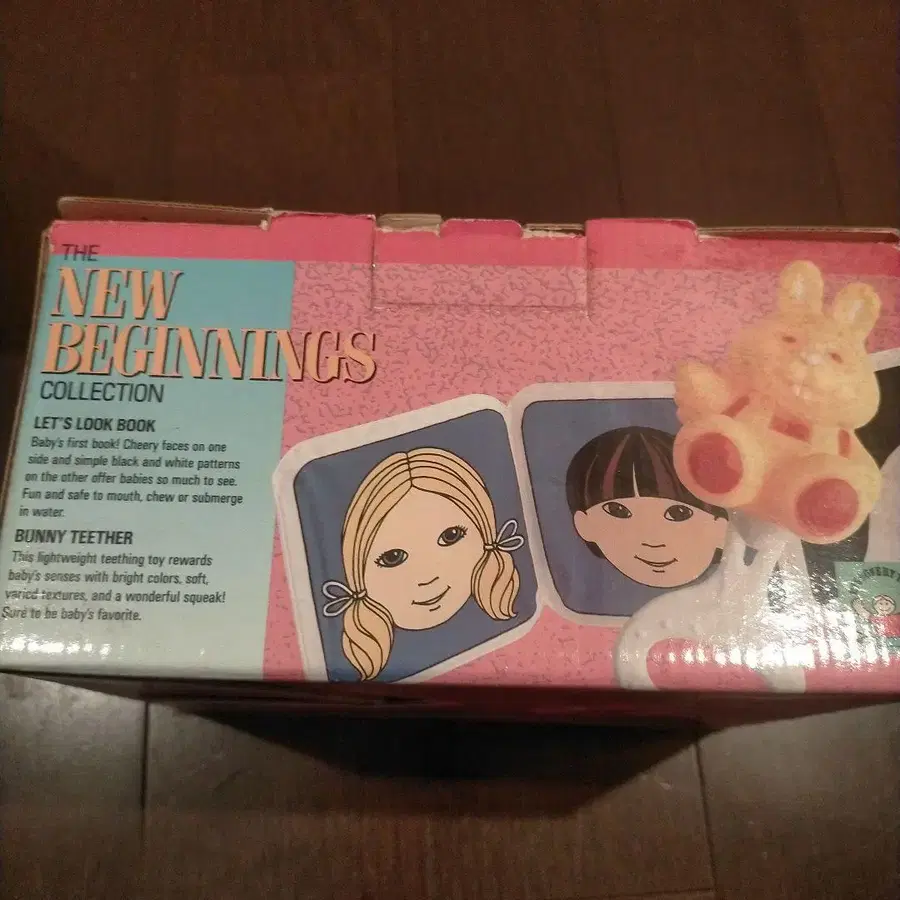 THE
NEW
BEGINNINGS
COLLECTION
LET'S LOOK BOOK
Baby's first book! Cheery faces on one
side and simple black and white patterns
on the other offer babies so much to see.
Fun and safe to mouth, chew or submerge
in water.
BUNNY TEETHER
This lightweight teething toy rewards
baby's senses with bright colors, soft,
varied textures, and a wonderful squeak!
Sure to be baby's favorite.